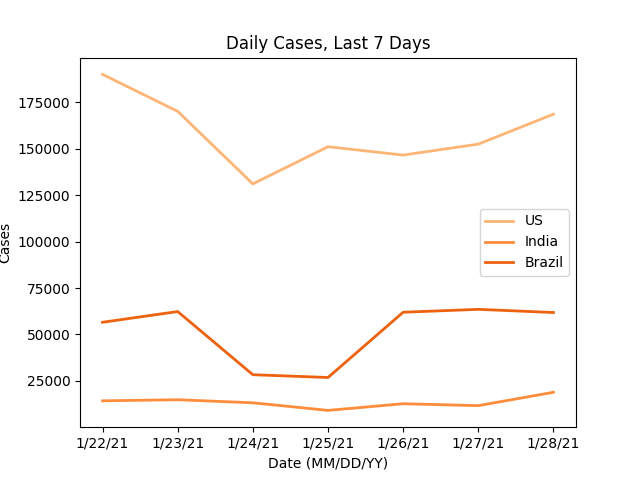 Daily Cases, Last 7 Days
175000
150000
125000
100000
75000
50000
25000
Cases
US
India
Brazil
1/22/21 1/23/21 1/24/21 1/25/21 1/26/21 1/27/21 1/28/21
Date (MM/DD/YY)